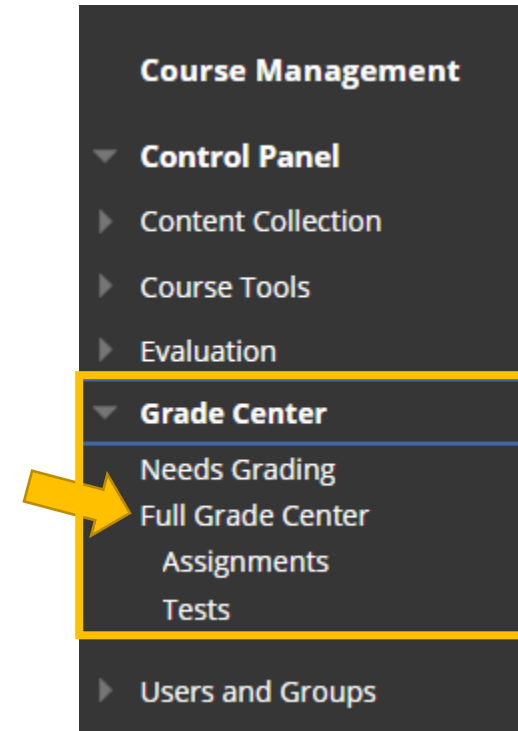 Course Management
Control Panel
Content Collection
Course Tools
Evaluation
Grade Center
Needs Grading
Full Grade Center
Assignments
Tests
Users and Groups